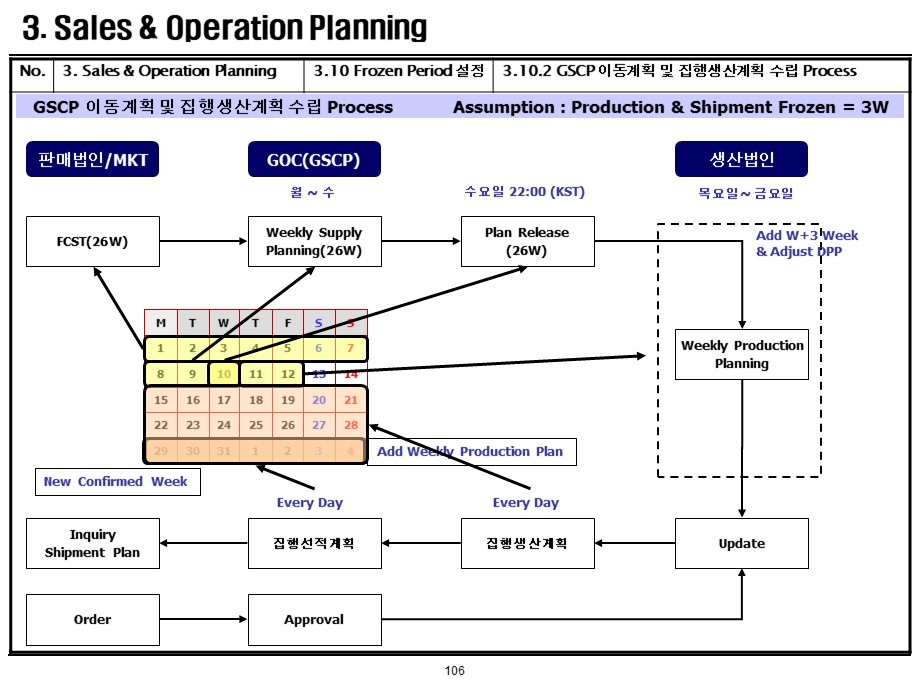 3. Sales & Operation Planning
No. 3. Sales & Operation Planning 3.10 Frozen Period 설정 3.10.2 GSCP 이동계획 및 집행생산계획 수립 Process
GSCP 이동계획 및 집행생산계획 수립 Process Assumption : Production & Shipment Frozen = 3W
판매법인/MKT GOC(GSCP) 생산법인
월 ~ 수 수요일 22:00 (KST) 목요일~ 금요일
FCST(26W)
Weekly Supply
Planning(26W)
Plan Release
(26W)
Add W+3 Week
& Adjust DPP
M T W T F S S
1 2 3 4 5 6 7
8 9 10 11 12 13 14
15 16 17 18 19 20 21
22 23 24 25 26 27 28
29 30 31 1 2 3 4
Weekly Production
Planning
Add Weekly Production Plan
New Confirmed Week
Every Day Every Day
Inquiry
Shipment Plan
집행선적계획 집행생산계획 Update
Order Approval
106